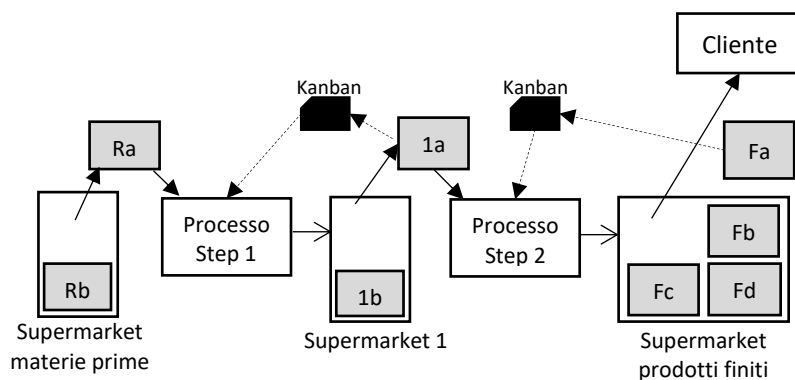 Cliente
Kanban
Kanban
Ra
1a
Fa
Processo
Step 1
Processo
Step 2
Fb
Rb
1b
Fc
Fd
Supermarket
materie prime
Supermarket 1
Supermarket
prodotti finiti